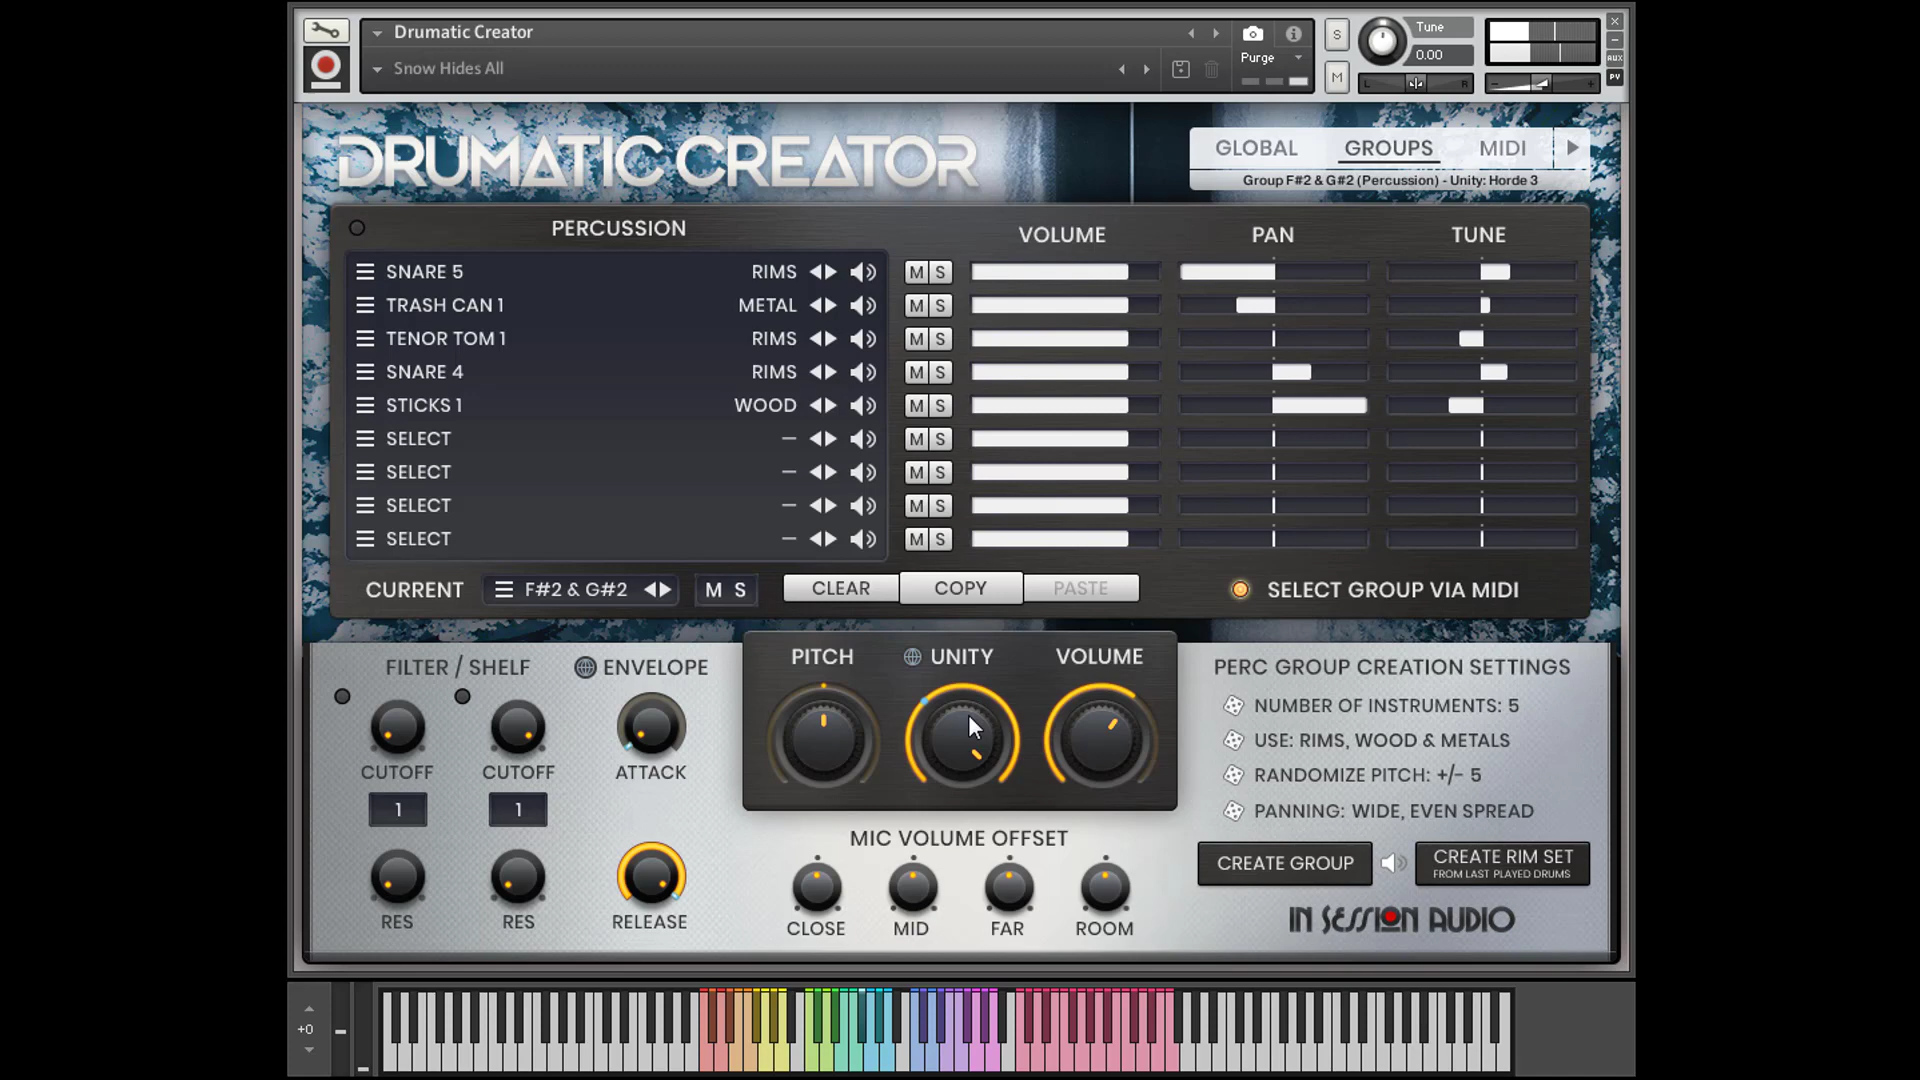 Drumatic Creator
Snow Hides All
Purge
S
M
Tune
0.00
L R
AUX
PV
DRUMATIC CREATOR
GLOBAL GROUPS MIDI
Group F#2 & G#2 (Percussion) - Unity: Horde 3
PERCUSSION VOLUME PAN TUNE
SNARE 5 RIMS M S
TRASH CAN 1 METAL M S
TENOR TOM 1 RIMS M S
SNARE 4 RIMS M S
STICKS 1 WOOD M S
SELECT – M S
SELECT – M S
SELECT – M S
SELECT – M S
CURRENT F#2 & G#2 M S CLEAR COPY PASTE SELECT GROUP VIA MIDI
FILTER / SHELF ENVELOPE
CUTOFF CUTOFF ATTACK
1 1
RES RES RELEASE
PITCH UNITY VOLUME
MIC VOLUME OFFSET
CLOSE MID FAR ROOM
PERC GROUP CREATION SETTINGS
NUMBER OF INSTRUMENTS: 5
USE: RIMS, WOOD & METALS
RANDOMIZE PITCH: +/- 5
PANNING: WIDE, EVEN SPREAD
CREATE GROUP
CREATE RIM SET
FROM LAST PLAYED DRUMS
IN SESSION AUDIO
+0